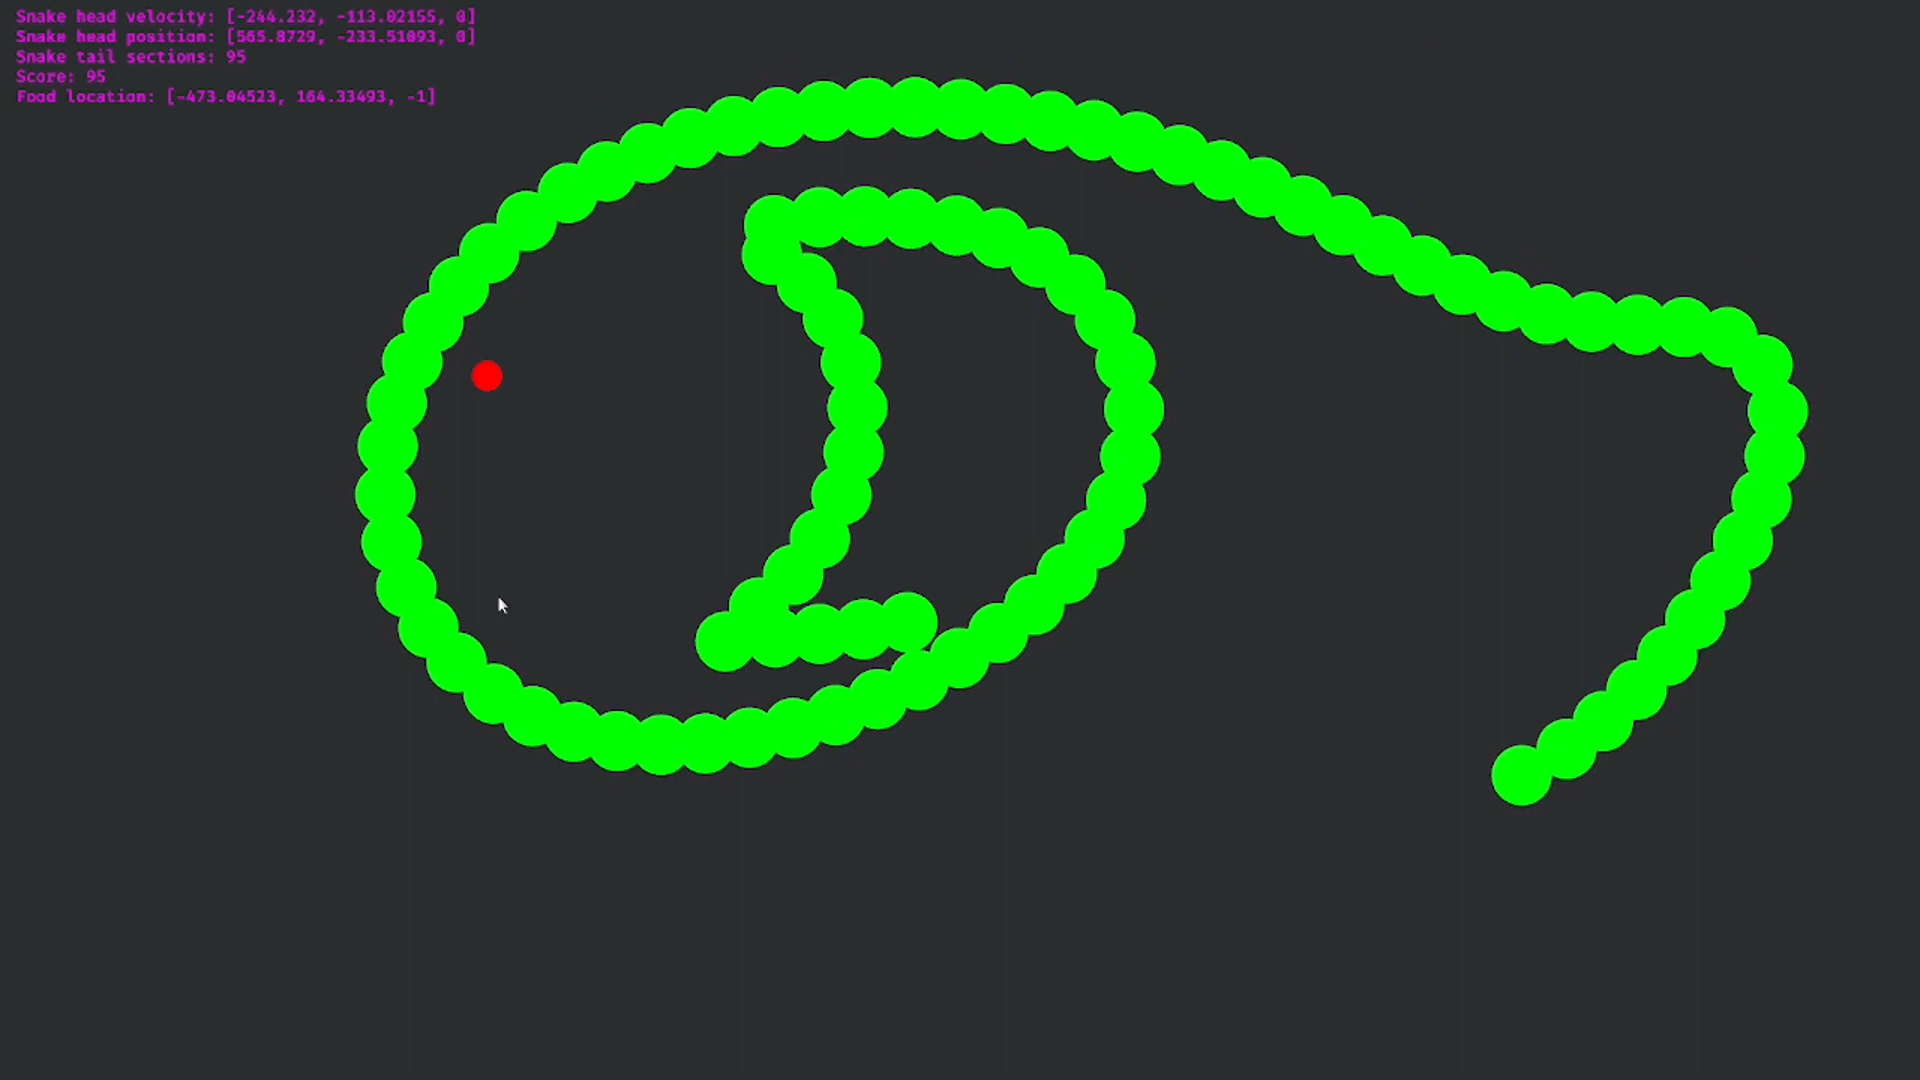 Snake head velocity: [-244.232, -113.02155, 0]
Snake head position: [565.8729, -233.51093, 0]
Snake tail sections: 95
Score: 95
Food location: [-473.04523, 164.33493, -1]